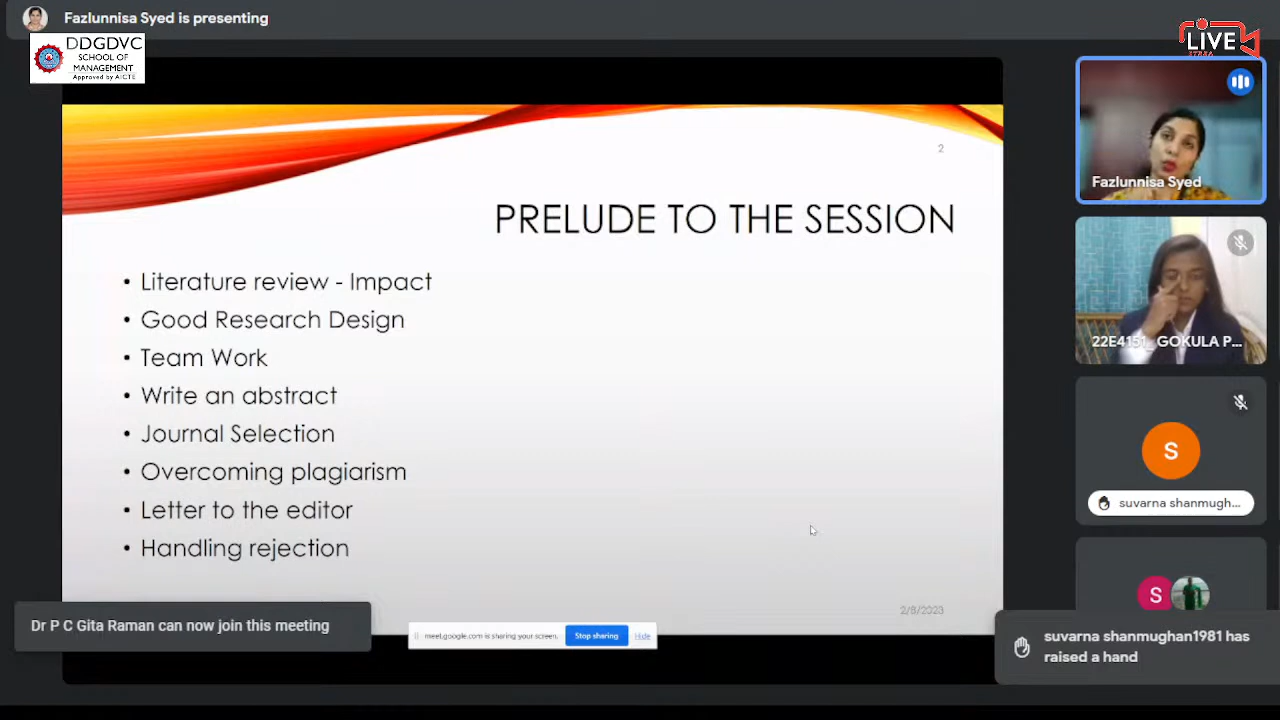 Fazlunnisa Syed is presenting
DDGDVC
SCHOOL OF
MANAGEMENT
Approved by AICTE
LIVE
2
PRELUDE TO THE SESSION
• Literature review - Impact
• Good Research Design
• Team Work
• Write an abstract
• Journal Selection
• Overcoming plagiarism
• Letter to the editor
• Handling rejection
2/8/2023
Fazlunnisa Syed
22E4151_ GOKULA P...
S
suvarna shanmugh...
S
Dr P C Gita Raman can now join this meeting
meet.google.com is sharing your screen.
Stop sharing
Hide
suvarna shanmughan1981 has
raised a hand